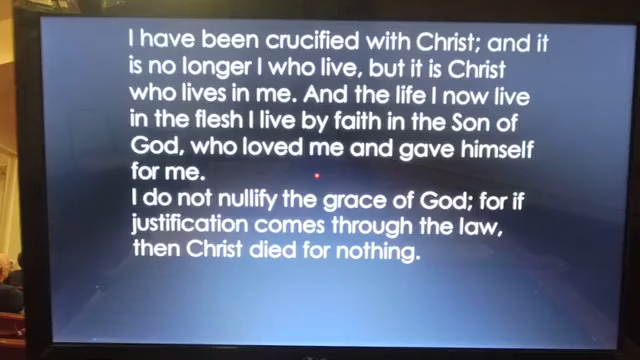 I have been crucified with Christ; and it
is no longer I who live, but it is Christ
who lives in me. And the life I now live
in the flesh I live by faith in the Son of
God, who loved me and gave himself
for me.
I do not nullify the grace of God; for if
justification comes through the law,
then Christ died for nothing.